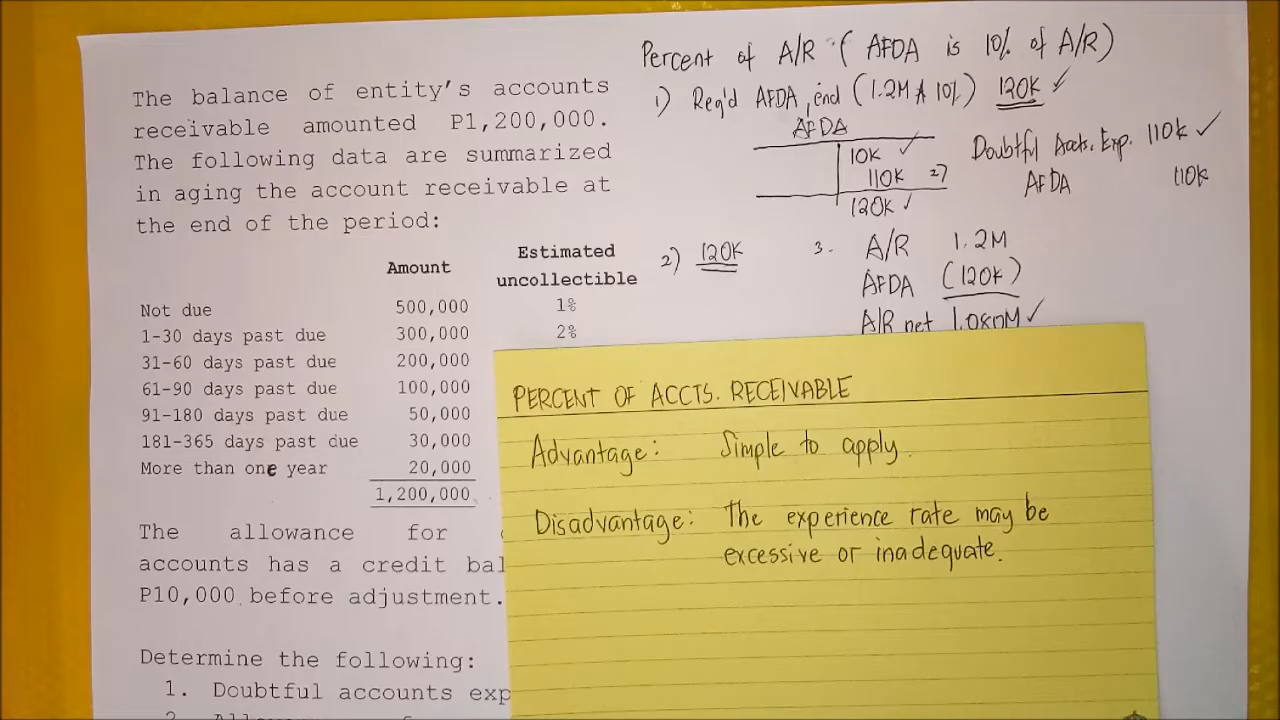 Percent of A/R ( AFDA is 10% of A/R)
1) Req'd AFDA, end (1.2M x 10%) 120K ✓
AFDA
10K ✓
110K 2)
120K ✓
Doubtful Accts. Exp. 110K ✓
AFDA 110K
2) 120K
3. A/R 1.2M
AFDA (120K)
A/R net 1.080M ✓
The balance of entity's accounts
receivable amounted P1,200,000.
The following data are summarized
in aging the account receivable at
the end of the period:
Amount Estimated
uncollectible
Not due 500,000 1%
1-30 days past due 300,000 2%
31-60 days past due 200,000
61-90 days past due 100,000
91-180 days past due 50,000
181-365 days past due 30,000
More than one year 20,000
1,200,000
The allowance for
accounts has a credit bal
P10,000 before adjustment.
Determine the following:
1. Doubtful accounts exp
PERCENT OF ACCTS. RECEIVABLE
Advantage: Simple to apply.
Disadvantage: The experience rate may be
excessive or inadequate.